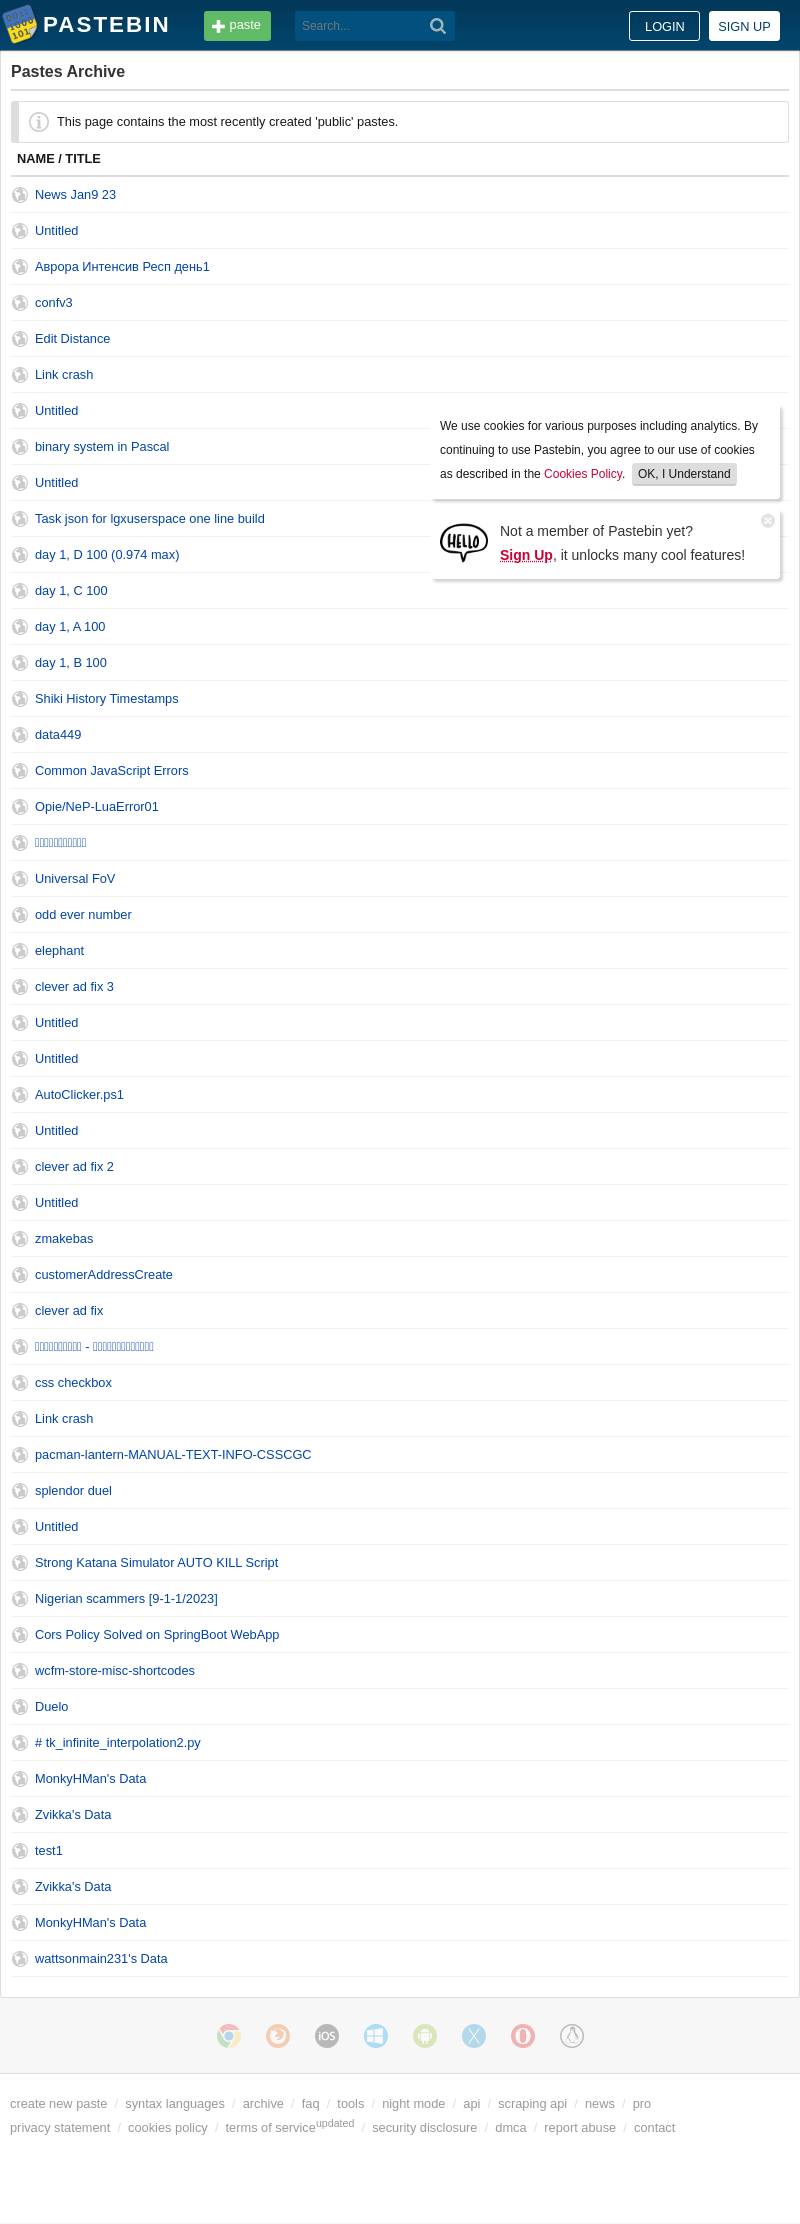 PASTEBIN
paste
Search...
LOGIN
SIGN UP
Pastes Archive
This page contains the most recently created 'public' pastes.
NAME / TITLE
News Jan9 23
Untitled
Аврора Интенсив Респ день1
confv3
Edit Distance
Link crash
Untitled
binary system in Pascal
Untitled
Task json for lgxuserspace one line build
day 1, D 100 (0.974 max)
day 1, C 100
day 1, A 100
day 1, B 100
Shiki History Timestamps
data449
Common JavaScript Errors
Opie/NeP-LuaError01
Universal FoV
odd ever number
elephant
clever ad fix 3
Untitled
Untitled
AutoClicker.ps1
Untitled
clever ad fix 2
Untitled
zmakebas
customerAddressCreate
clever ad fix
-
css checkbox
Link crash
pacman-lantern-MANUAL-TEXT-INFO-CSSCGC
splendor duel
Untitled
Strong Katana Simulator AUTO KILL Script
Nigerian scammers [9-1-1/2023]
Cors Policy Solved on SpringBoot WebApp
wcfm-store-misc-shortcodes
Duelo
# tk_infinite_interpolation2.py
MonkyHMan's Data
Zvikka's Data
test1
Zvikka's Data
MonkyHMan's Data
wattsonmain231's Data
We use cookies for various purposes including analytics. By
continuing to use Pastebin, you agree to our use of cookies
as described in the Cookies Policy. OK, I Understand
HELLO
Not a member of Pastebin yet?
Sign Up, it unlocks many cool features!
iOS
create new paste / syntax languages / archive / faq / tools / night mode / api / scraping api / news / pro
privacy statement / cookies policy / terms of serviceupdated / security disclosure / dmca / report abuse / contact